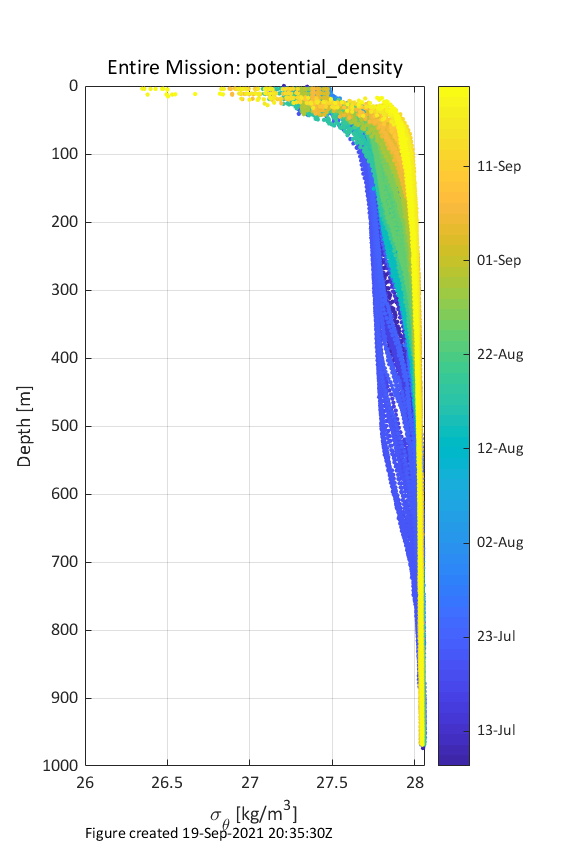 Entire Mission: potential_density
0
100
200
300
400
500
600
700
800
900
1000
Depth [m]
26
26.5
27
27.5
28
σθ [kg/m³]
11-Sep
01-Sep
22-Aug
12-Aug
02-Aug
23-Jul
13-Jul
Figure created 19-Sep-2021 20:35:30Z